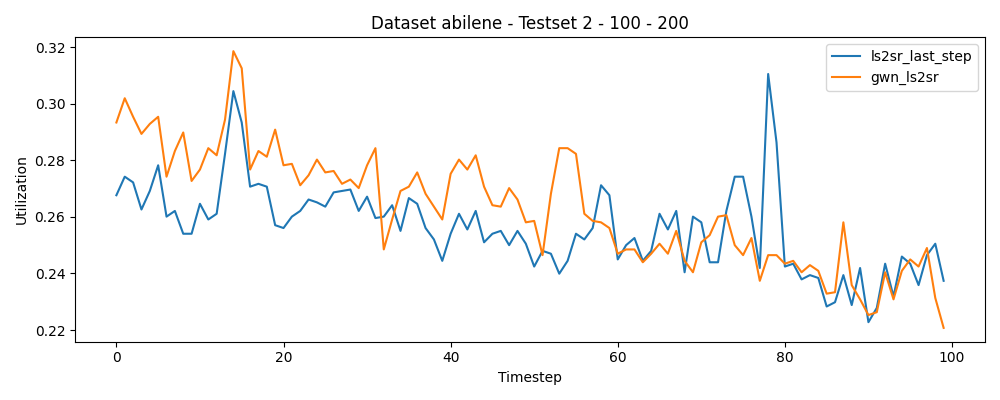 Dataset abilene - Testset 2 - 100 - 200
ls2sr_last_step
gwn_ls2sr
Utilization
0.32
0.30
0.28
0.26
0.24
0.22
0
20
40
60
80
100
Timestep